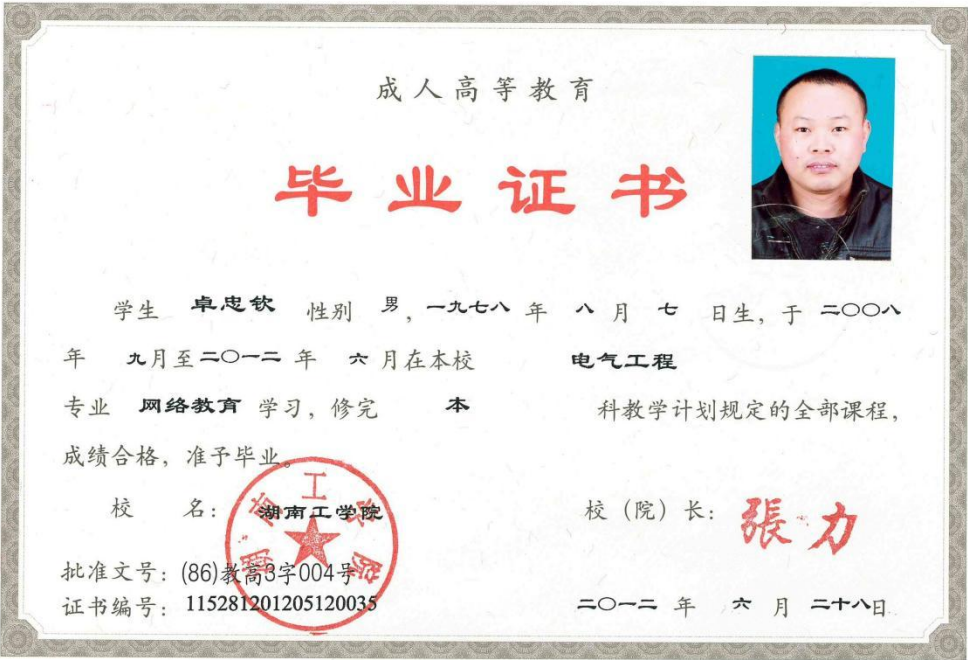 成人高等教育
毕业证书
学生 卓忠钦 性别 男，一九七八 年 八 月 七 日生，于 二〇〇八
年 九月至二〇一二 年 六 月在本校 电气工程
专业 网络教育 学习，修完 本 科教学计划规定的全部课程，
成绩合格，准予毕业。
校 名：湖南工学院 校（院）长：張力
湖南工学院
批准文号：(86)教高3字004号
证书编号：115281201205120035 二〇一二 年 六 月 二十八日